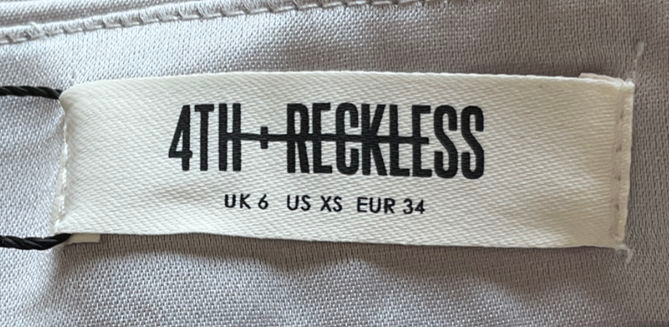 4TH + RECKLESS
UK 6 US XS EUR 34